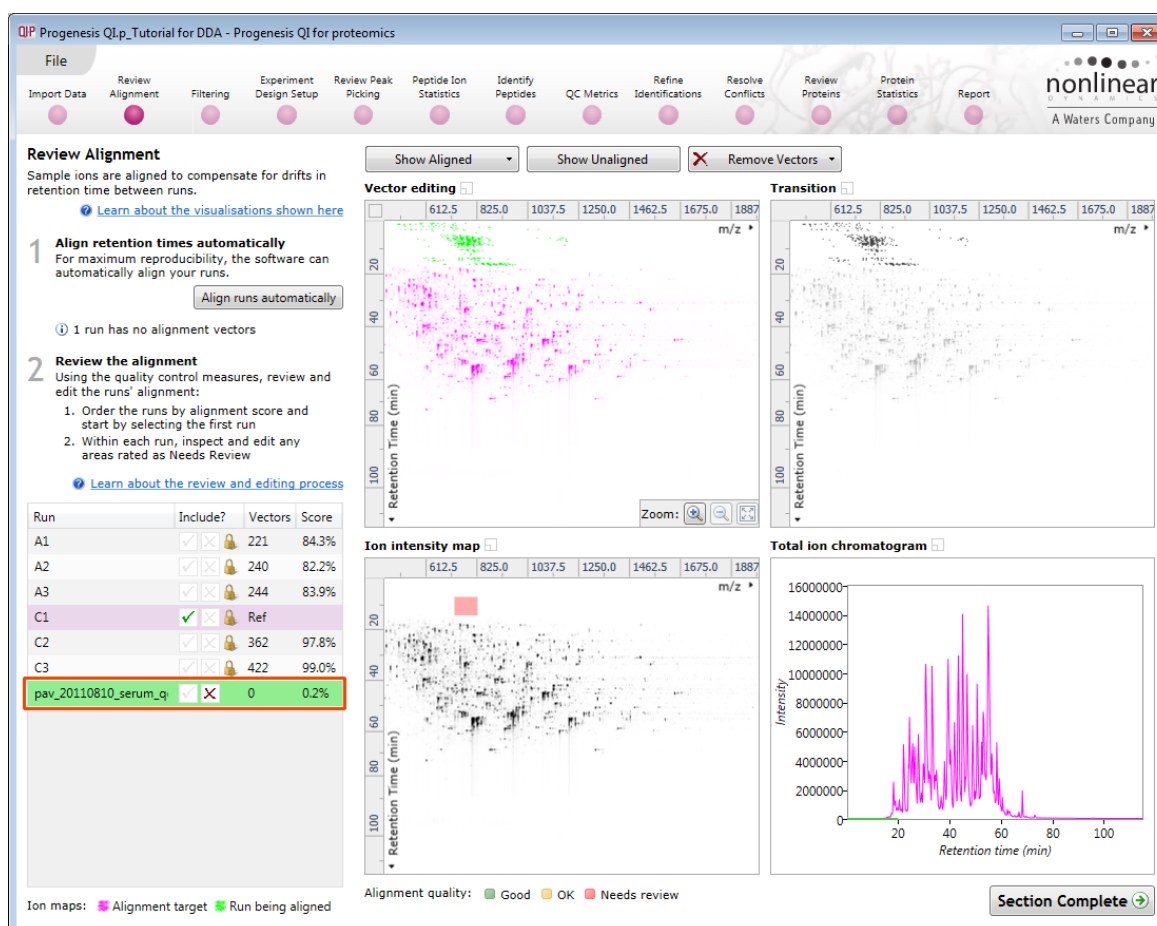 Progenesis QI.p_Tutorial for DDA - Progenesis QI for proteomics
File
Import Data
Review Alignment
Filtering
Experiment Design Setup
Review Peak Picking
Peptide Ion Statistics
Identify Peptides
QC Metrics
Refine Identifications
Resolve Conflicts
Review Proteins
Protein Statistics
Report
nonlinear
DYNAMICS
A Waters Company
Review Alignment
Sample ions are aligned to compensate for drifts in
retention time between runs.
Learn about the visualisations shown here
1 Align retention times automatically
For maximum reproducibility, the software can
automatically align your runs.
Align runs automatically
1 run has no alignment vectors
2 Review the alignment
Using the quality control measures, review and
edit the runs' alignment:
1. Order the runs by alignment score and
start by selecting the first run
2. Within each run, inspect and edit any
areas rated as Needs Review
Learn about the review and editing process
Run Include? Vectors Score
A1 221 84.3%
A2 240 82.2%
A3 244 83.9%
C1 Ref
C2 362 97.8%
C3 422 99.0%
pav_20110810_serum_q 0 0.2%
Ion maps: Alignment target Run being aligned
Show Aligned Show Unaligned Remove Vectors
Vector editing
612.5 825.0 1037.5 1250.0 1462.5 1675.0 1887
m/z
20
40
60
80
100
Retention Time (min)
Zoom:
Transition
612.5 825.0 1037.5 1250.0 1462.5 1675.0 1887
m/z
20
40
60
80
100
Retention Time (min)
Ion intensity map
612.5 825.0 1037.5 1250.0 1462.5 1675.0 1887
m/z
20
40
60
80
100
Retention Time (min)
Total ion chromatogram
16000000
14000000
12000000
10000000
8000000
6000000
4000000
2000000
0
Intensity
20 40 60 80 100
Retention time (min)
Alignment quality: Good OK Needs review
Section Complete